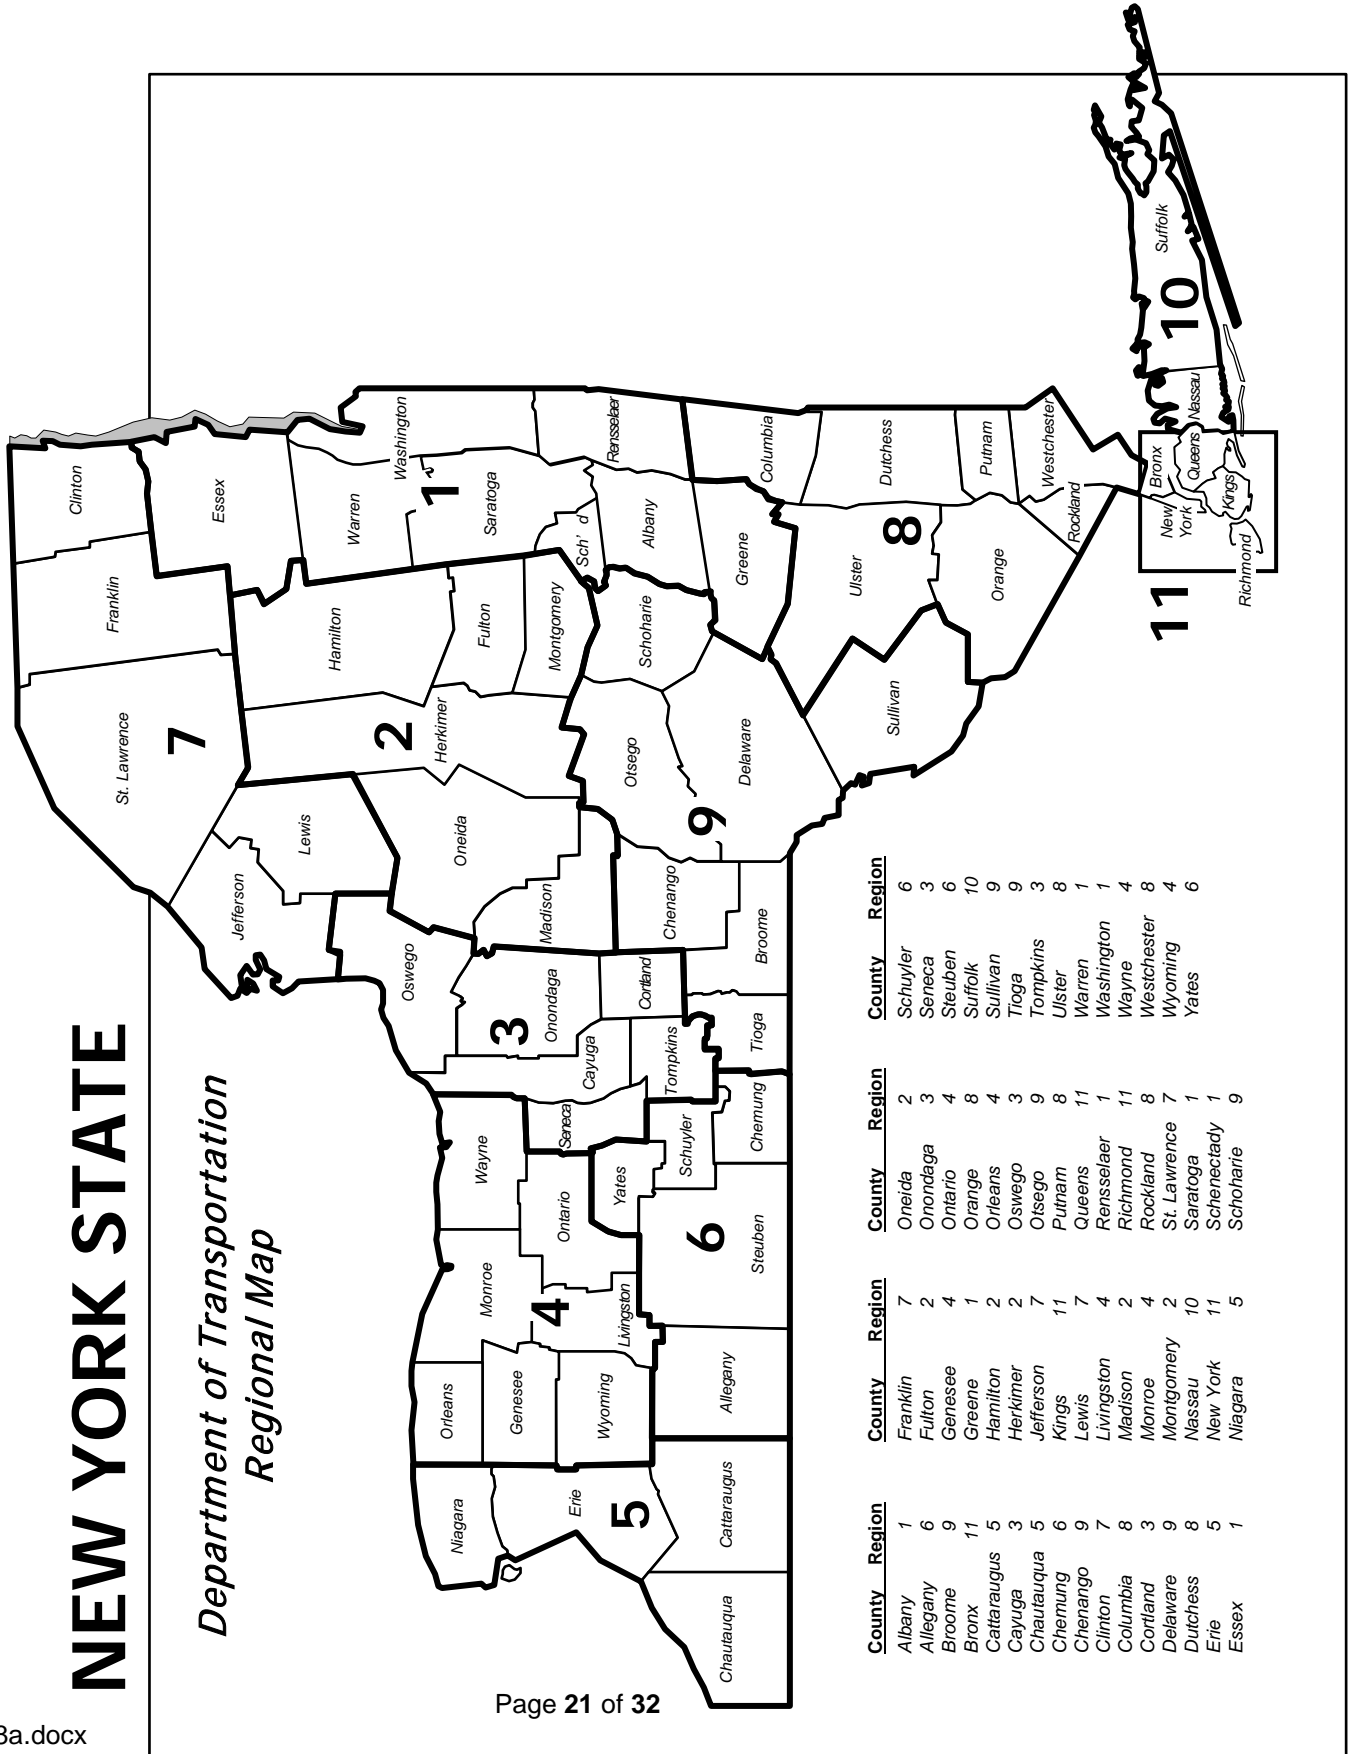 NEW YORK STATE
Department of Transportation
Regional Map
Clinton
Franklin
St. Lawrence
7
Essex
Jefferson
Lewis
Hamilton
Warren
Washington
1
2
Herkimer
Fulton
Saratoga
Montgomery
Sch' d
Rensselaer
Albany
Oneida
Oswego
Madison
3
Onondaga
Cayuga
Cortland
Tompkins
Seneca
Wayne
Ontario
Yates
Monroe
4
Livingston
Orleans
Genesee
Wyoming
Niagara
Erie
5
Chautauqua
Cattaraugus
Allegany
6
Steuben
Schuyler
Chemung
Tioga
Broome
Chenango
9
Otsego
Schoharie
Delaware
Sullivan
Greene
Columbia
Ulster
8
Dutchess
Orange
Putnam
Rockland
Westchester
11
New
York
Bronx
Queens
Kings
Richmond
Nassau
10
Suffolk
County Region
Albany 1
Allegany 6
Broome 9
Bronx 11
Cattaraugus 5
Cayuga 3
Chautauqua 5
Chemung 6
Chenango 9
Clinton 7
Columbia 8
Cortland 3
Delaware 9
Dutchess 8
Erie 5
Essex 1
County Region
Franklin 7
Fulton 2
Genesee 4
Greene 1
Hamilton 2
Herkimer 2
Jefferson 7
Kings 11
Lewis 7
Livingston 4
Madison 2
Monroe 4
Montgomery 2
Nassau 10
New York 11
Niagara 5
County Region
Oneida 2
Onondaga 3
Ontario 4
Orange 8
Orleans 4
Oswego 3
Otsego 9
Putnam 8
Queens 11
Rensselaer 1
Richmond 11
Rockland 8
St. Lawrence 7
Saratoga 1
Schenectady 1
Schoharie 9
County Region
Schuyler 6
Seneca 3
Steuben 6
Suffolk 10
Sullivan 9
Tioga 9
Tompkins 3
Ulster 8
Warren 1
Washington 1
Wayne 4
Westchester 8
Wyoming 4
Yates 6
Page 21 of 32
3a.docx